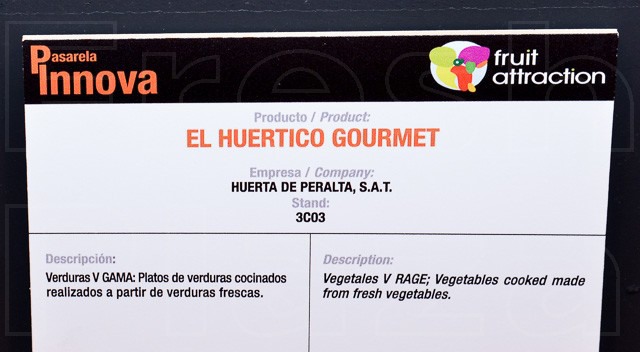 Pasarela
Innova
fruit
attraction
Producto / Product:
EL HUERTICO GOURMET
Empresa / Company:
HUERTA DE PERALTA, S.A.T.
Stand:
3C03
Descripción:
Verduras V GAMA: Platos de verduras cocinados
realizados a partir de verduras frescas.
Description:
Vegetales V RAGE; Vegetables cooked made
from fresh vegetables.